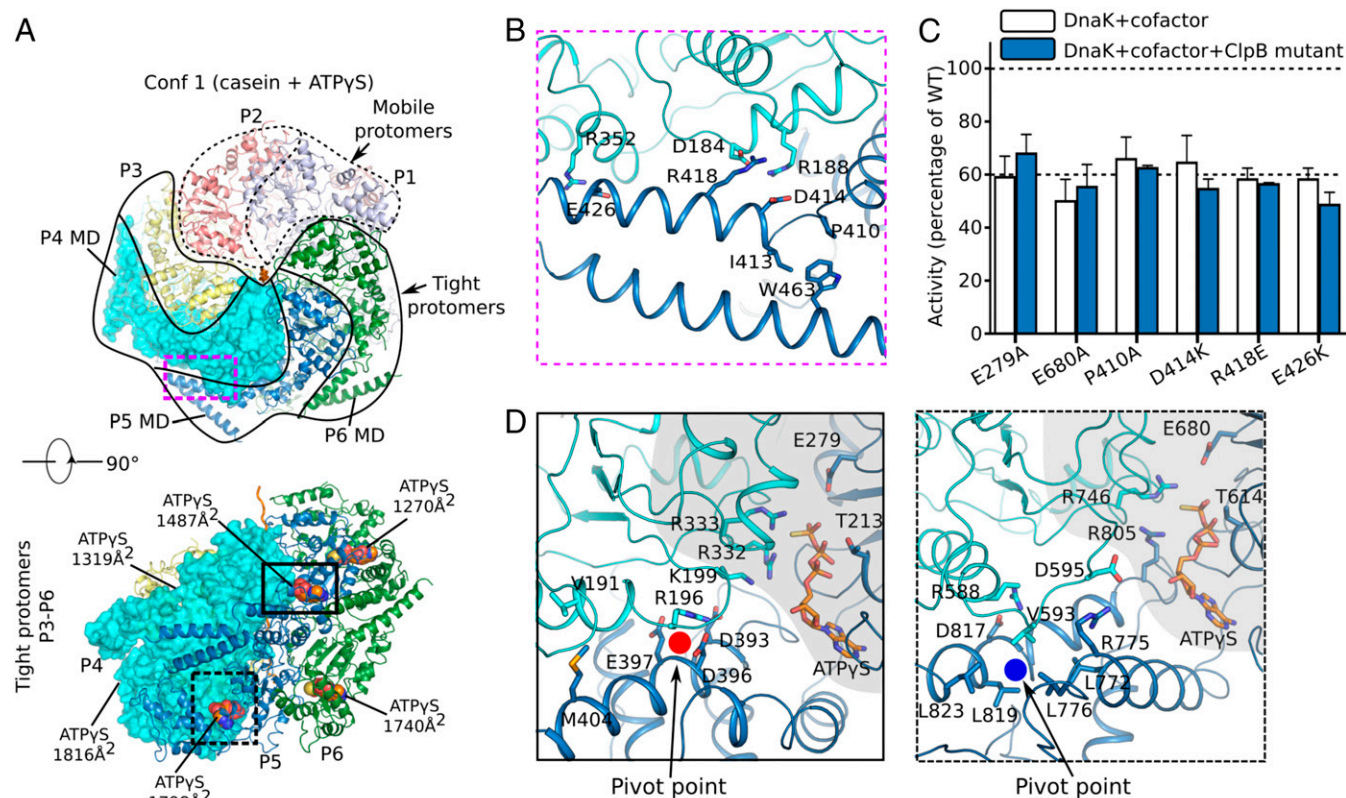 A
Conf 1 (casein + ATPγS)
Mobile
protomers
P2
P1
P3
P4 MD
Tight
protomers
P5 MD
P6 MD
90°
Tight protomers
P3-P6
ATPγS
1487Å²
ATPγS
1270Å²
ATPγS
1319Å²
P4
ATPγS
1816Å²
ATPγS
P5
P6
ATPγS
1740Å²
B
R352
D184
R188
R418
E426
D414
P410
I413
W463
C
DnaK+cofactor
DnaK+cofactor+ClpB mutant
Activity (percentage of WT)
100
80
60
40
20
0
E279A
E680A
P410A
D414K
R418E
E426K
D
E279
T213
R333
R332
K199
V191
R196
D393
E397
D396
M404
ATPγS
Pivot point
E680
R746
T614
R805
D595
R588
V593
D817
R775
ATPγS
L772
L823
L819
L776
Pivot point